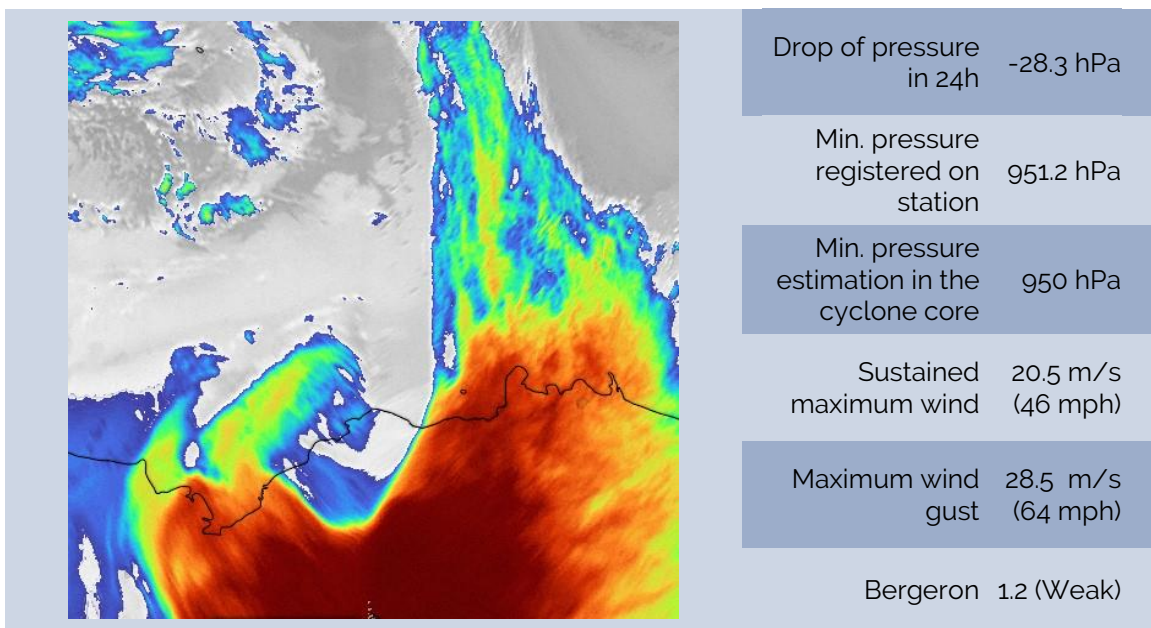 Drop of pressure
in 24h
-28.3 hPa
Min. pressure
registered on
station
951.2 hPa
Min. pressure
estimation in the
cyclone core
950 hPa
Sustained
maximum wind
20.5 m/s
(46 mph)
Maximum wind
gust
28.5 m/s
(64 mph)
Bergeron
1.2 (Weak)